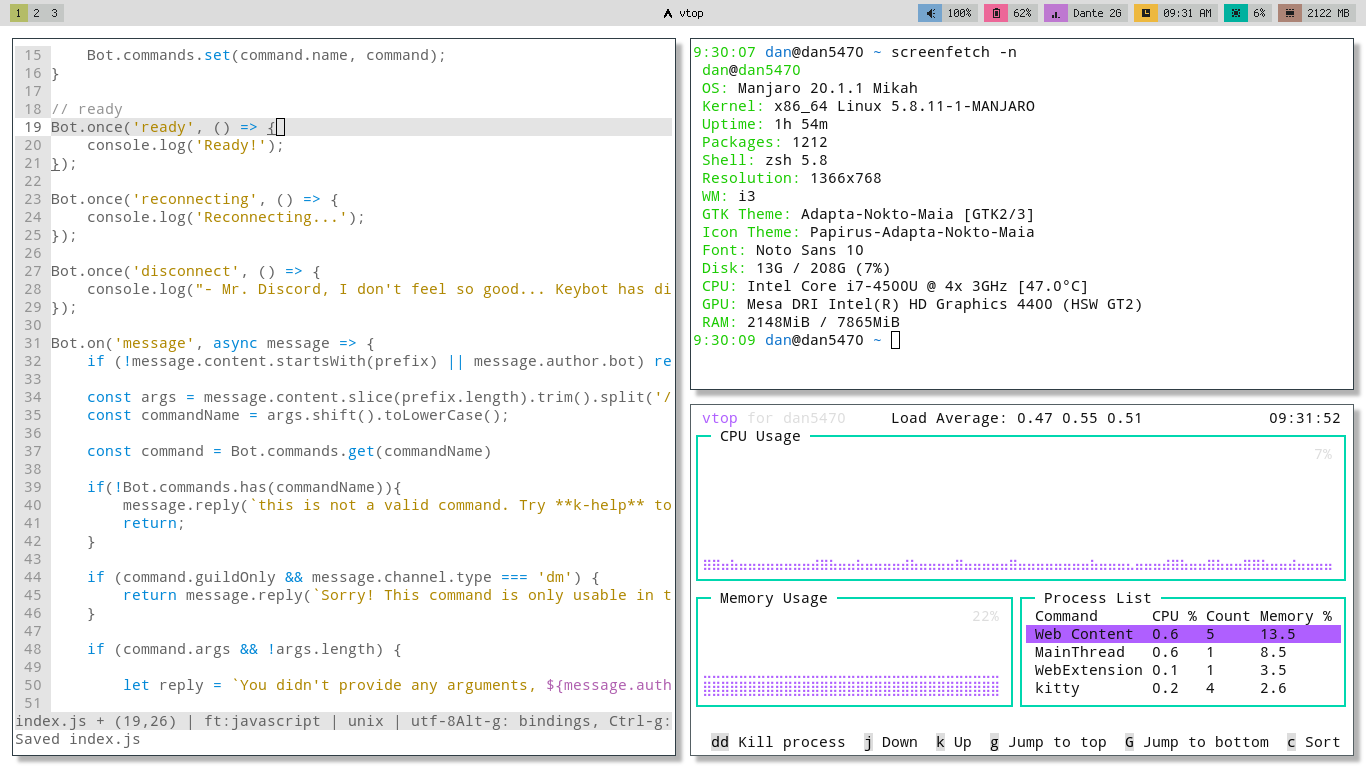 1 2 3 vtop 100% 62% Dante 2G 09:31 AM 6% 2122 MB
15 Bot.commands.set(command.name, command);
16 }
17
18 // ready
19 Bot.once('ready', () => {
20 console.log('Ready!');
21 });
22
23 Bot.once('reconnecting', () => {
24 console.log('Reconnecting...');
25 });
26
27 Bot.once('disconnect', () => {
28 console.log("- Mr. Discord, I don't feel so good... Keybot has di
29 });
30
31 Bot.on('message', async message => {
32 if (!message.content.startsWith(prefix) || message.author.bot) re
33
34 const args = message.content.slice(prefix.length).trim().split('/
35 const commandName = args.shift().toLowerCase();
36
37 const command = Bot.commands.get(commandName)
38
39 if(!Bot.commands.has(commandName)){
40 message.reply(`this is not a valid command. Try **k-help** to
41 return;
42 }
43
44 if (command.guildOnly && message.channel.type === 'dm') {
45 return message.reply(`Sorry! This command is only usable in t
46 }
47
48 if (command.args && !args.length) {
49
50 let reply = `You didn't provide any arguments, ${message.auth
51
index.js + (19,26) | ft:javascript | unix | utf-8Alt-g: bindings, Ctrl-g:
Saved index.js
9:30:07 dan@dan5470 ~ screenfetch -n
dan@dan5470
OS: Manjaro 20.1.1 Mikah
Kernel: x86_64 Linux 5.8.11-1-MANJARO
Uptime: 1h 54m
Packages: 1212
Shell: zsh 5.8
Resolution: 1366x768
WM: i3
GTK Theme: Adapta-Nokto-Maia [GTK2/3]
Icon Theme: Papirus-Adapta-Nokto-Maia
Font: Noto Sans 10
Disk: 13G / 208G (7%)
CPU: Intel Core i7-4500U @ 4x 3GHz [47.0°C]
GPU: Mesa DRI Intel(R) HD Graphics 4400 (HSW GT2)
RAM: 2148MiB / 7865MiB
9:30:09 dan@dan5470 ~
vtop for dan5470 Load Average: 0.47 0.55 0.51 09:31:52
CPU Usage
7%
Memory Usage
22%
Process List
Command CPU % Count Memory %
Web Content 0.6 5 13.5
MainThread 0.6 1 8.5
WebExtension 0.1 1 3.5
kitty 0.2 4 2.6
dd Kill process j Down k Up g Jump to top G Jump to bottom c Sort